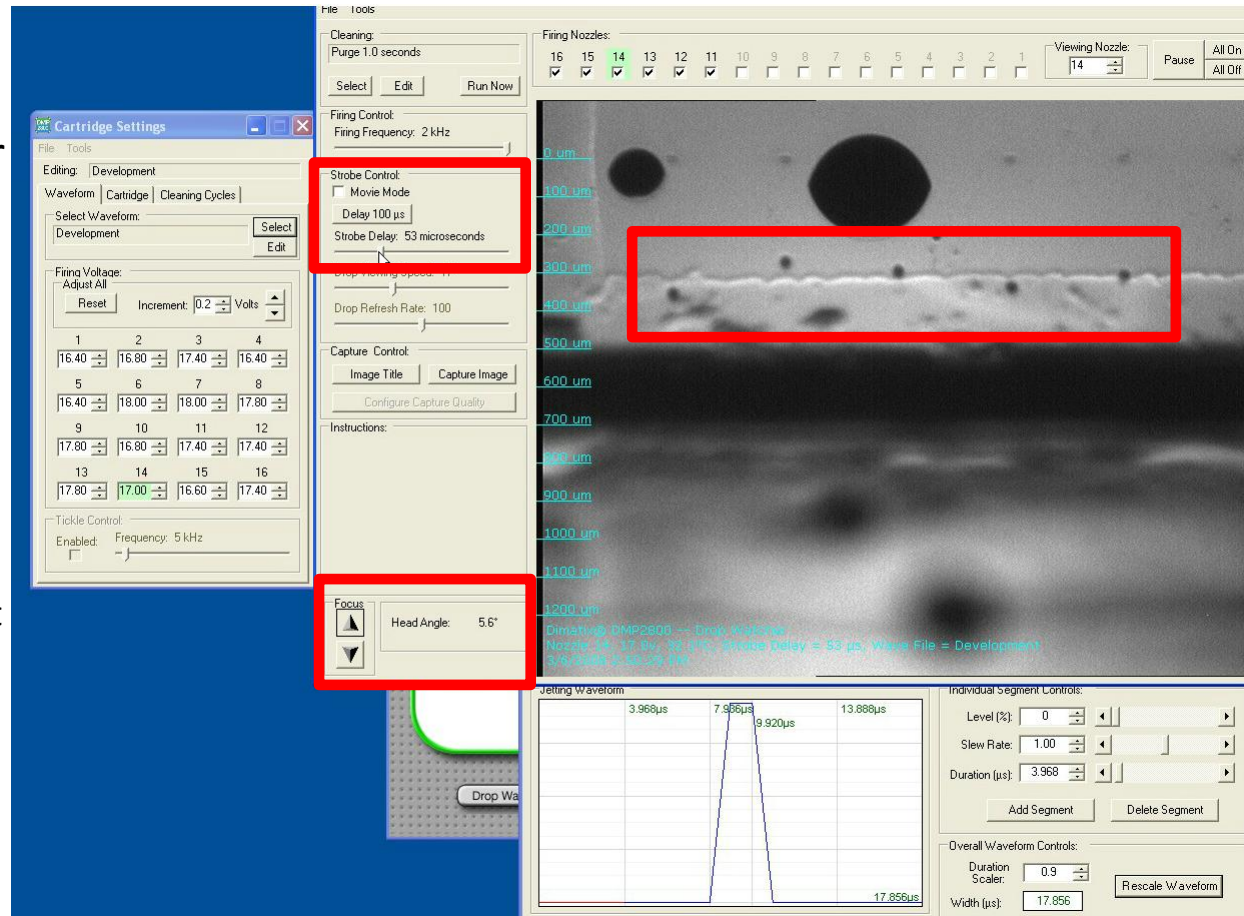 File Tools
Cleaning:
Purge 1.0 seconds
Select Edit Run Now
Firing Control:
Firing Frequency: 2 kHz
Strobe Control:
Movie Mode
Delay 100 µs
Strobe Delay: 53 microseconds
Drop Refresh Rate: 100
Capture Control:
Image Title Capture Image
Configure Capture Quality
Instructions:
Focus
Head Angle: 5.6°
Firing Nozzles:
16 15 14 13 12 11 10 9 8 7 6 5 4 3 2 1
Viewing Nozzle:
14
Pause
All On
All Off
0 um
100 um
200 um
300 um
400 um
500 um
600 um
700 um
800 um
900 um
1000 um
1100 um
1200 um
Strobe Delay = 53 µs, Wave File = Development
Cartridge Settings
File Tools
Editing: Development
Waveform Cartridge Cleaning Cycles
Select Waveform:
Development
Select
Edit
Firing Voltage:
Adjust All
Reset Increment: 0.2 Volts
1 2 3 4
16.40 16.80 17.40 16.40
5 6 7 8
16.40 18.00 18.00 17.80
9 10 11 12
17.80 16.80 17.40 17.40
13 14 15 16
17.80 17.00 16.60 17.40
Tickle Control:
Enabled: Frequency: 5 kHz
Drop Wa
Jetting Waveform
3.968µs 7.936µs 9.920µs 13.888µs
17.856µs
Individual Segment Controls:
Level (%): 0
Slew Rate: 1.00
Duration (µs): 3.968
Add Segment Delete Segment
Overall Waveform Controls:
Duration
Scaler: 0.9
Rescale Waveform
Width (µs): 17.856